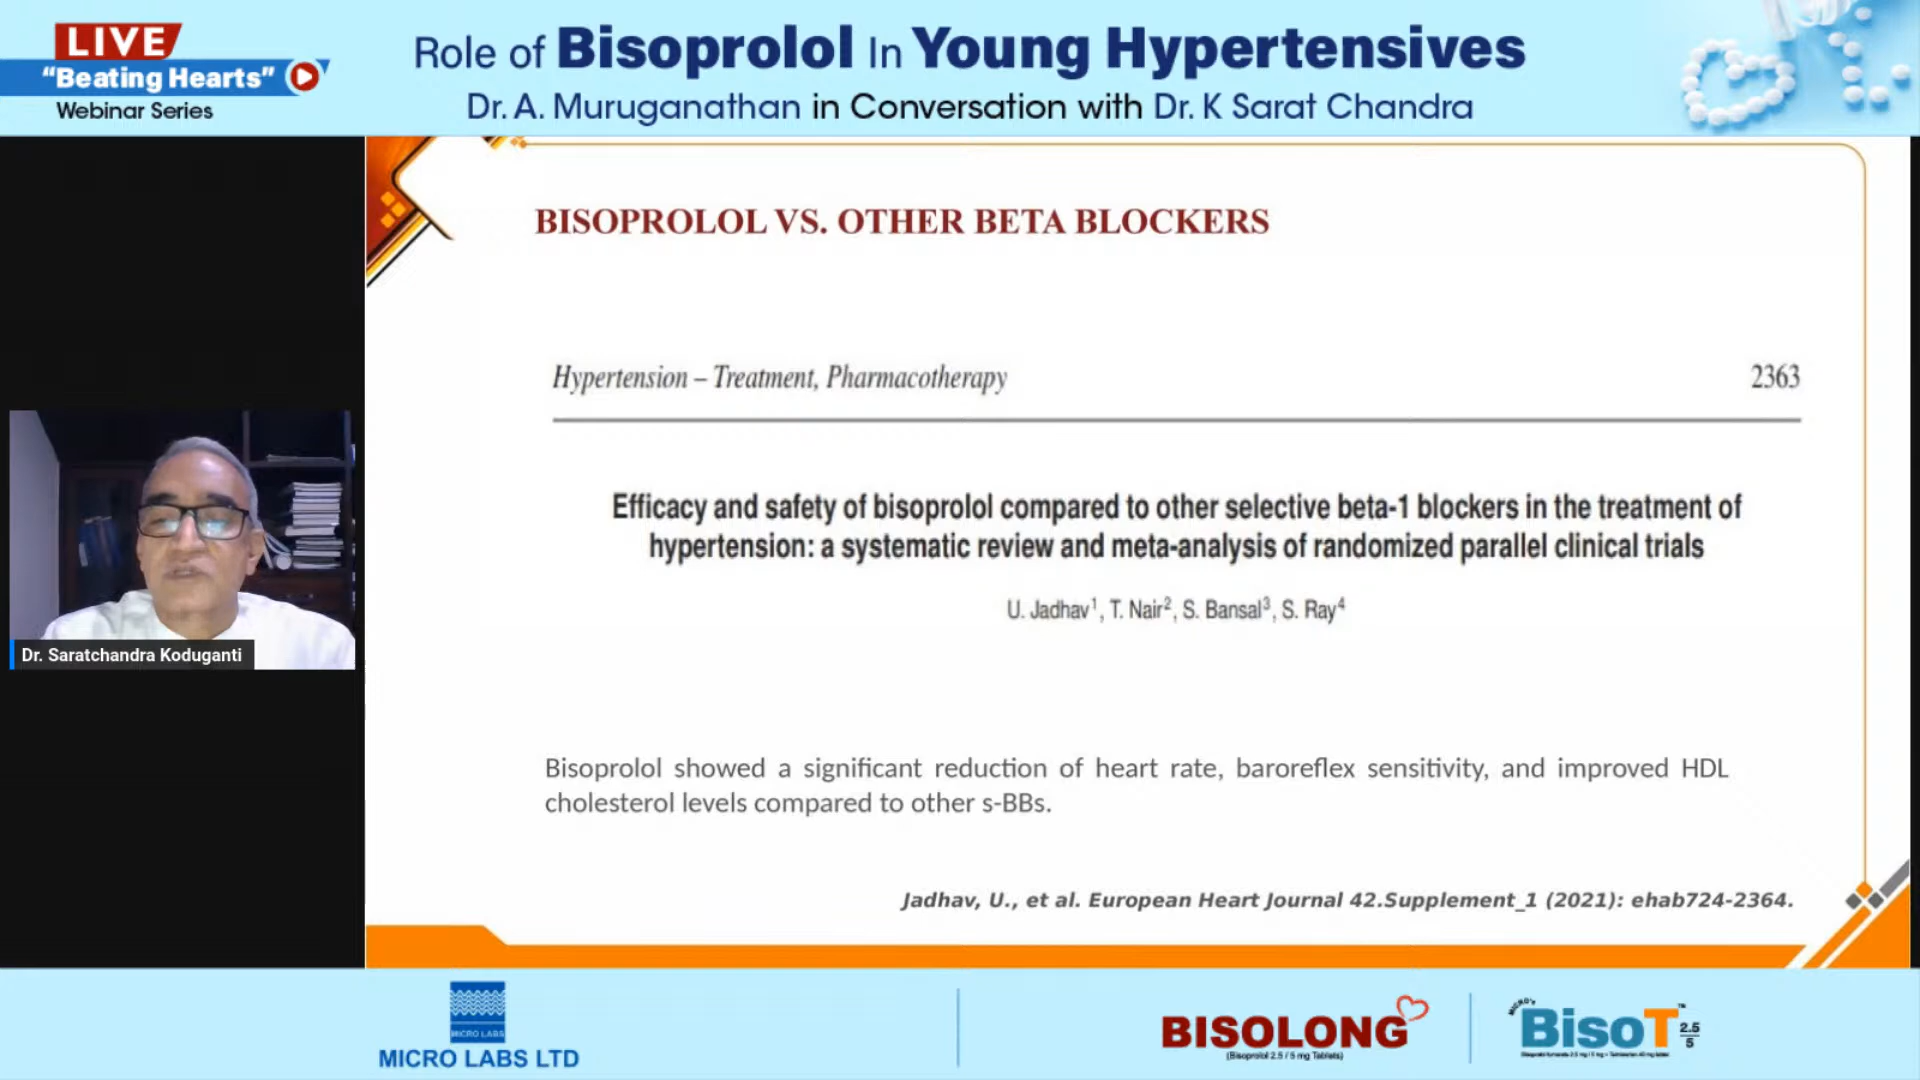 LIVE
“Beating Hearts”
Webinar Series
Role of Bisoprolol In Young Hypertensives
Dr. A. Muruganathan in Conversation with Dr. K Sarat Chandra
BISOPROLOL VS. OTHER BETA BLOCKERS
Hypertension – Treatment, Pharmacotherapy 2363
Efficacy and safety of bisoprolol compared to other selective beta-1 blockers in the treatment of
hypertension: a systematic review and meta-analysis of randomized parallel clinical trials
U. Jadhav¹, T. Nair², S. Bansal³, S. Ray⁴
Dr. Saratchandra Koduganti
Bisoprolol showed a significant reduction of heart rate, baroreflex sensitivity, and improved HDL
cholesterol levels compared to other s-BBs.
Jadhav, U., et al. European Heart Journal 42.Supplement_1 (2021): ehab724-2364.
MICRO LABS
MICRO LABS LTD
BISOLONG
(Bisoprolol 2.5 / 5 mg Tablets)
MICRO's
BisoT™ 2.5
5